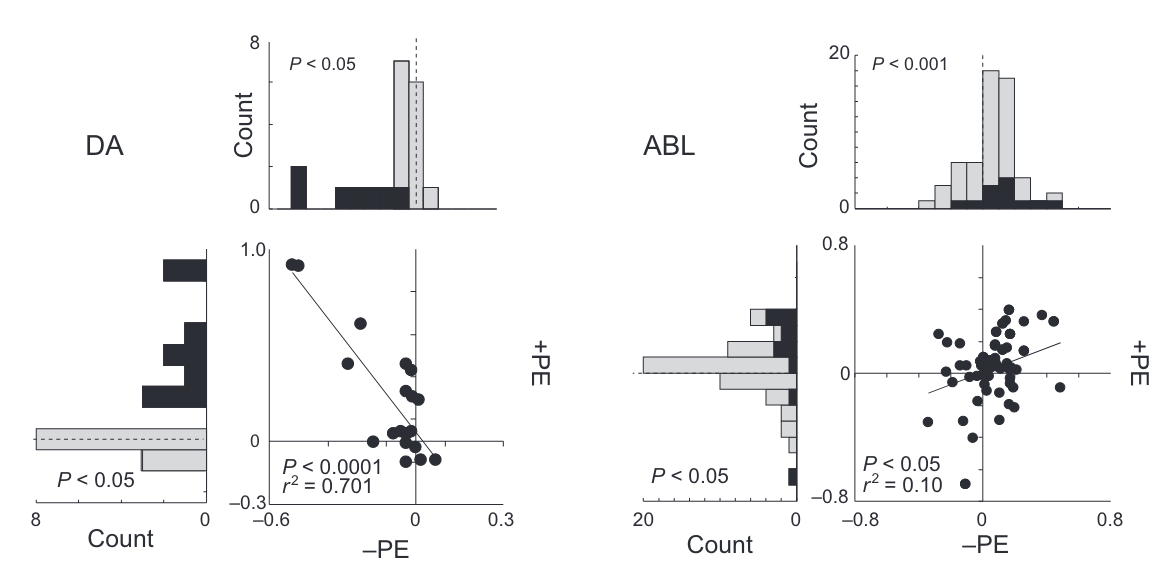 8
P < 0.05
Count
0
DA
1.0
0
–0.3
–0.6
0
0.3
–PE
+PE
P < 0.0001
r² = 0.701
P < 0.05
8
0
Count
20
P < 0.001
Count
0
ABL
0.8
0
–0.8
–0.8
0
0.8
–PE
+PE
P < 0.05
r² = 0.10
P < 0.05
20
0
Count